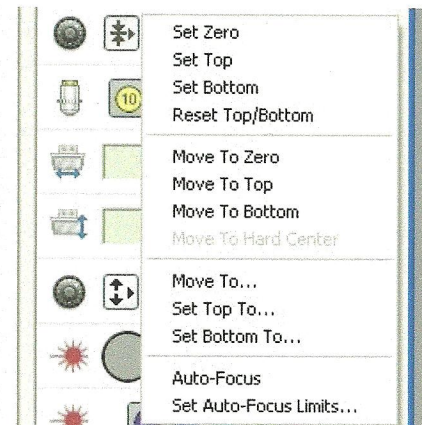 Set Zero
Set Top
Set Bottom
Reset Top/Bottom
10
Move To Zero
Move To Top
Move To Bottom
Move To Hard Center
Move To...
Set Top To...
Set Bottom To...
Auto-Focus
Set Auto-Focus Limits...